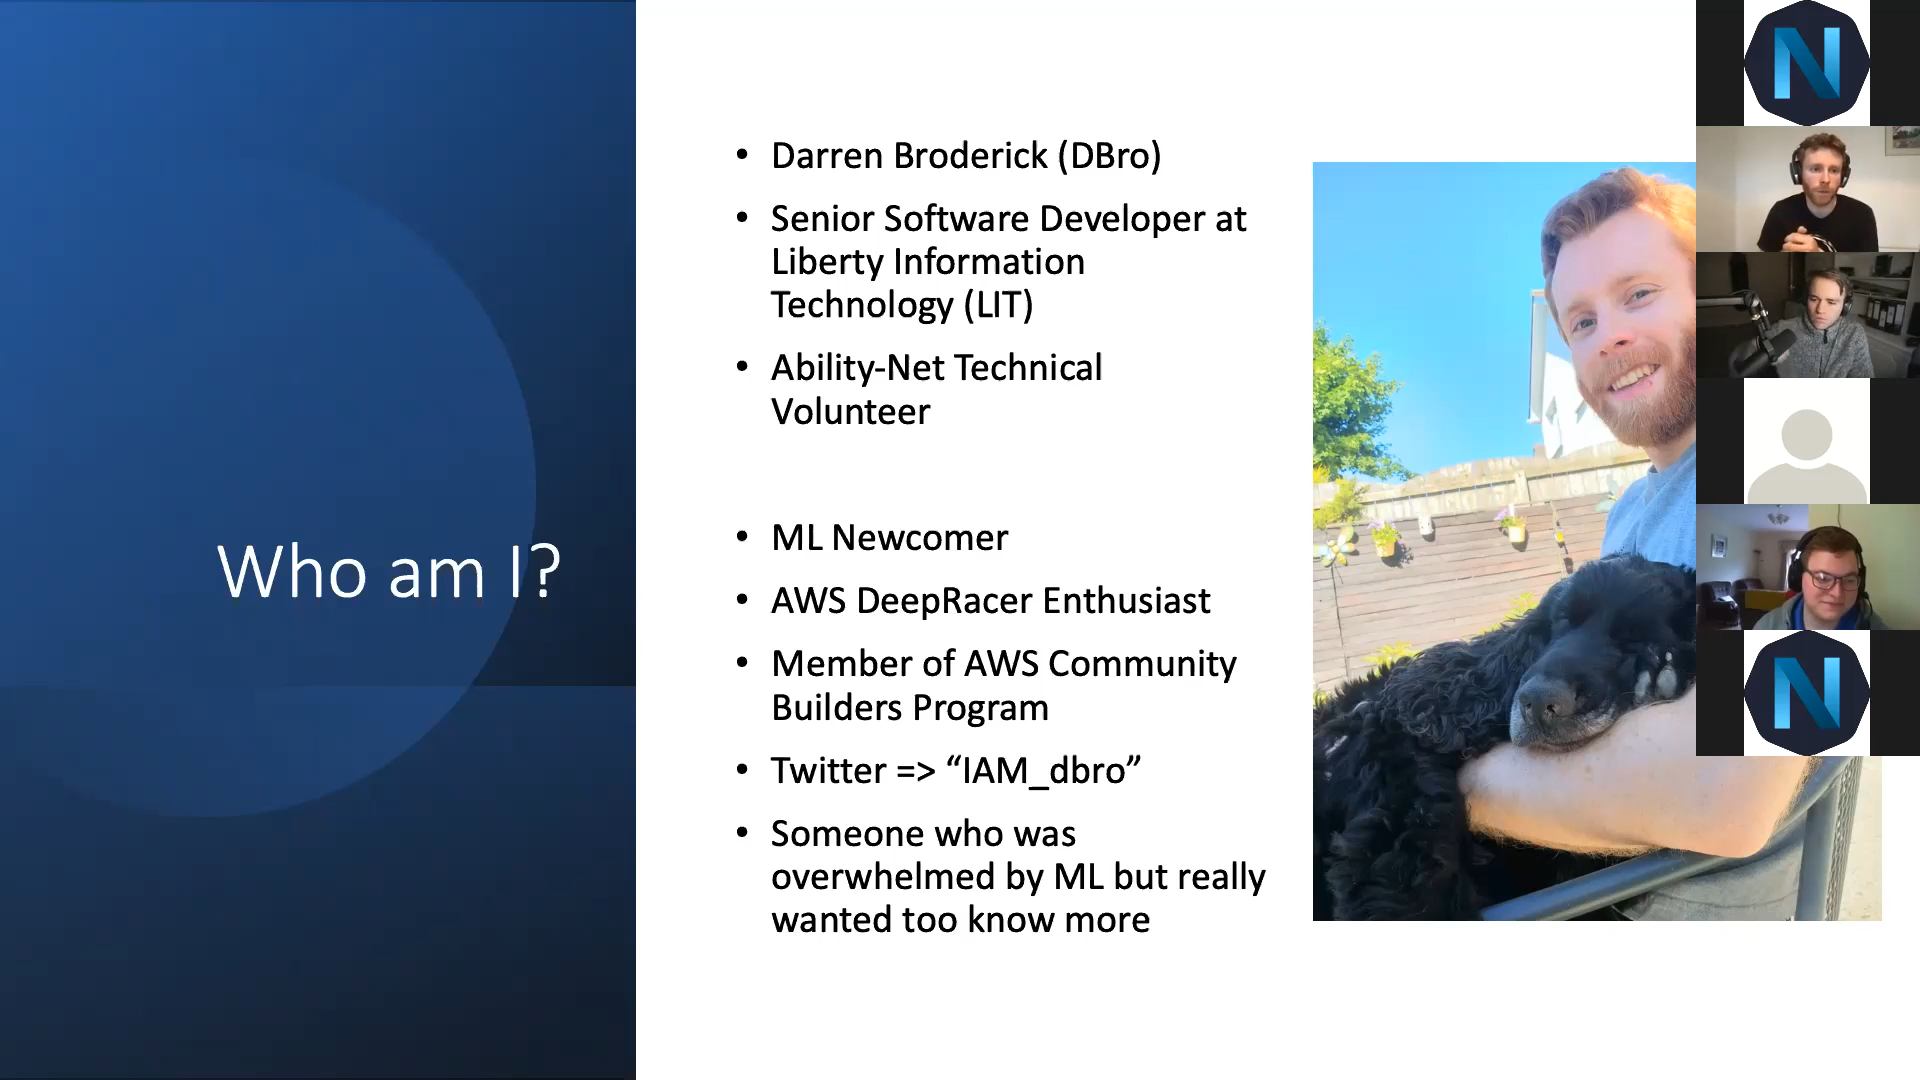 Who am I?
• Darren Broderick (DBro)
• Senior Software Developer at
Liberty Information
Technology (LIT)
• Ability-Net Technical
Volunteer
• ML Newcomer
• AWS DeepRacer Enthusiast
• Member of AWS Community
Builders Program
• Twitter => “IAM_dbro”
• Someone who was
overwhelmed by ML but really
wanted too know more
N
N